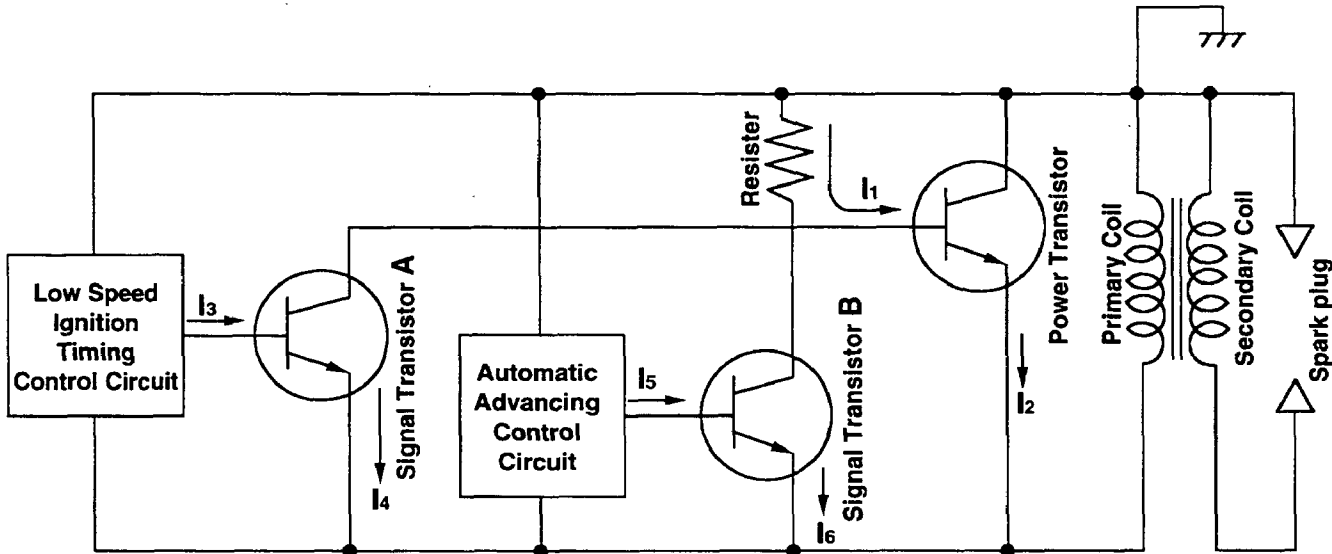 Low Speed
Ignition
Timing
Control Circuit
I3
Signal Transistor A
I4
Automatic
Advancing
Control
Circuit
I5
Signal Transistor B
I6
Resister
I1
Power Transistor
I2
Primary Coil
Secondary Coil
Spark plug